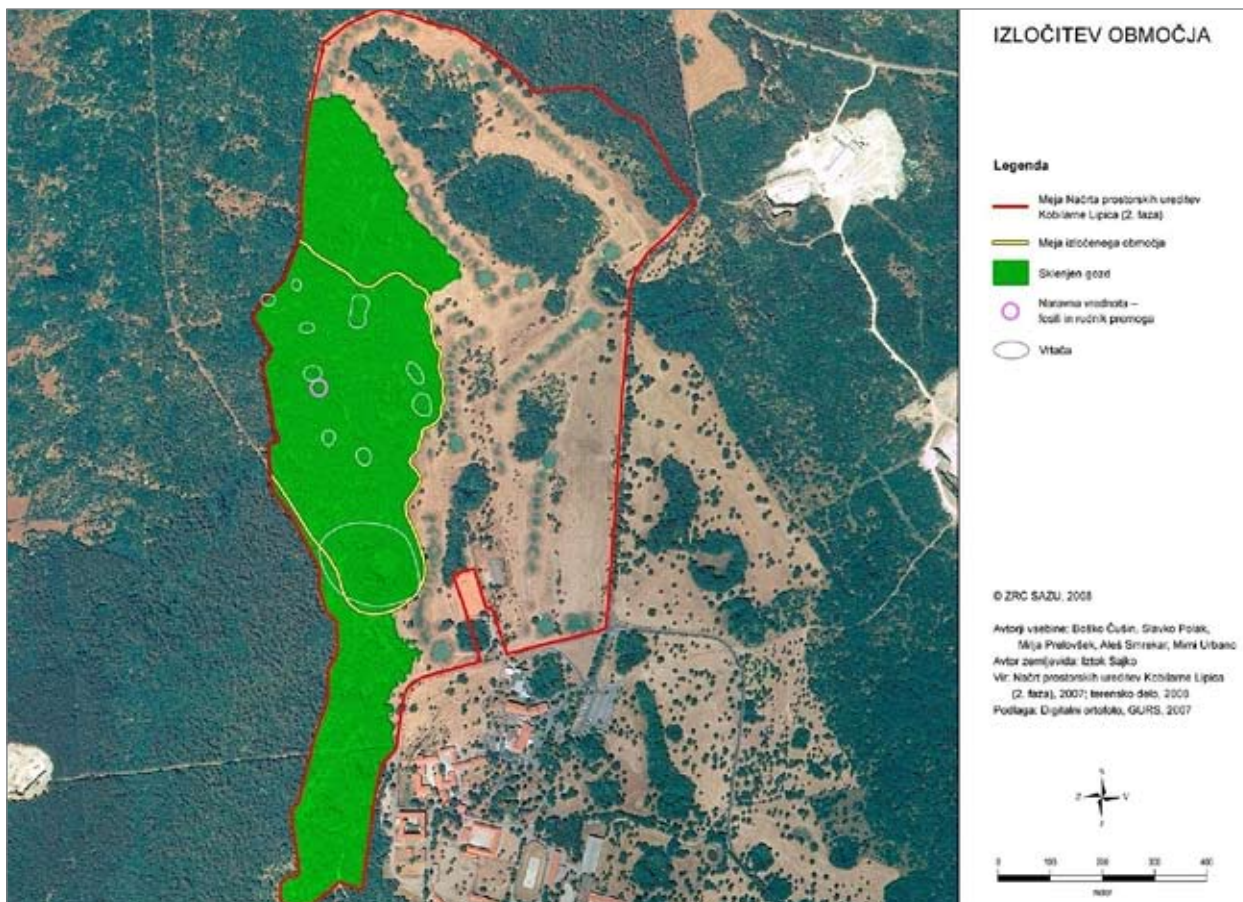 IZLOČITEV OBMOČJA
Legenda
Meja Načrta prostorskih ureditev
Kobilarne Lipica (2. faza)
Meja izločenega območja
Sklenjen gozd
Naravna vrednota –
fosili in rudnik premoga
Vrtača
© ZRC SAZU, 2008
Avtorji vsebine: Boško Čušin, Slavko Polak,
Mitja Prelovšek, Aleš Smrekar, Mimi Urbanc
Avtor zemljevida: Iztok Sajko
Vir: Načrt prostorskih ureditev Kobilarne Lipica
(2. faza), 2007; terensko delo, 2008
Podlaga: Digitalni ortofoto, GURS, 2007
S
Z V
J
0 100 200 300 400